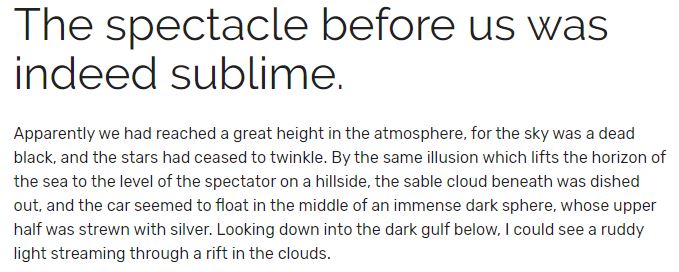 The spectacle before us was
indeed sublime.
Apparently we had reached a great height in the atmosphere, for the sky was a dead
black, and the stars had ceased to twinkle. By the same illusion which lifts the horizon of
the sea to the level of the spectator on a hillside, the sable cloud beneath was dished
out, and the car seemed to float in the middle of an immense dark sphere, whose upper
half was strewn with silver. Looking down into the dark gulf below, I could see a ruddy
light streaming through a rift in the clouds.